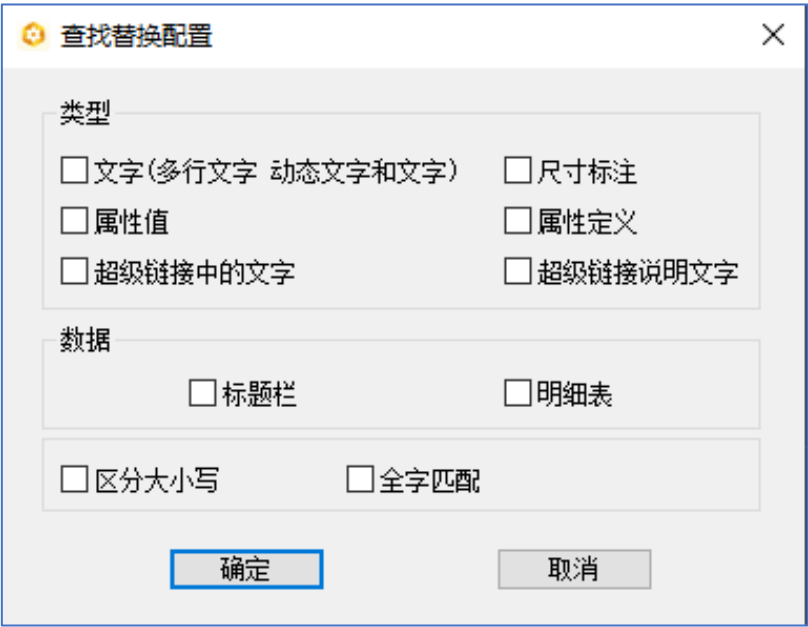 查找替换配置
类型
文字(多行文字 动态文字和文字) 尺寸标注
属性值 属性定义
超级链接中的文字 超级链接说明文字
数据
标题栏 明细表
区分大小写 全字匹配
确定 取消